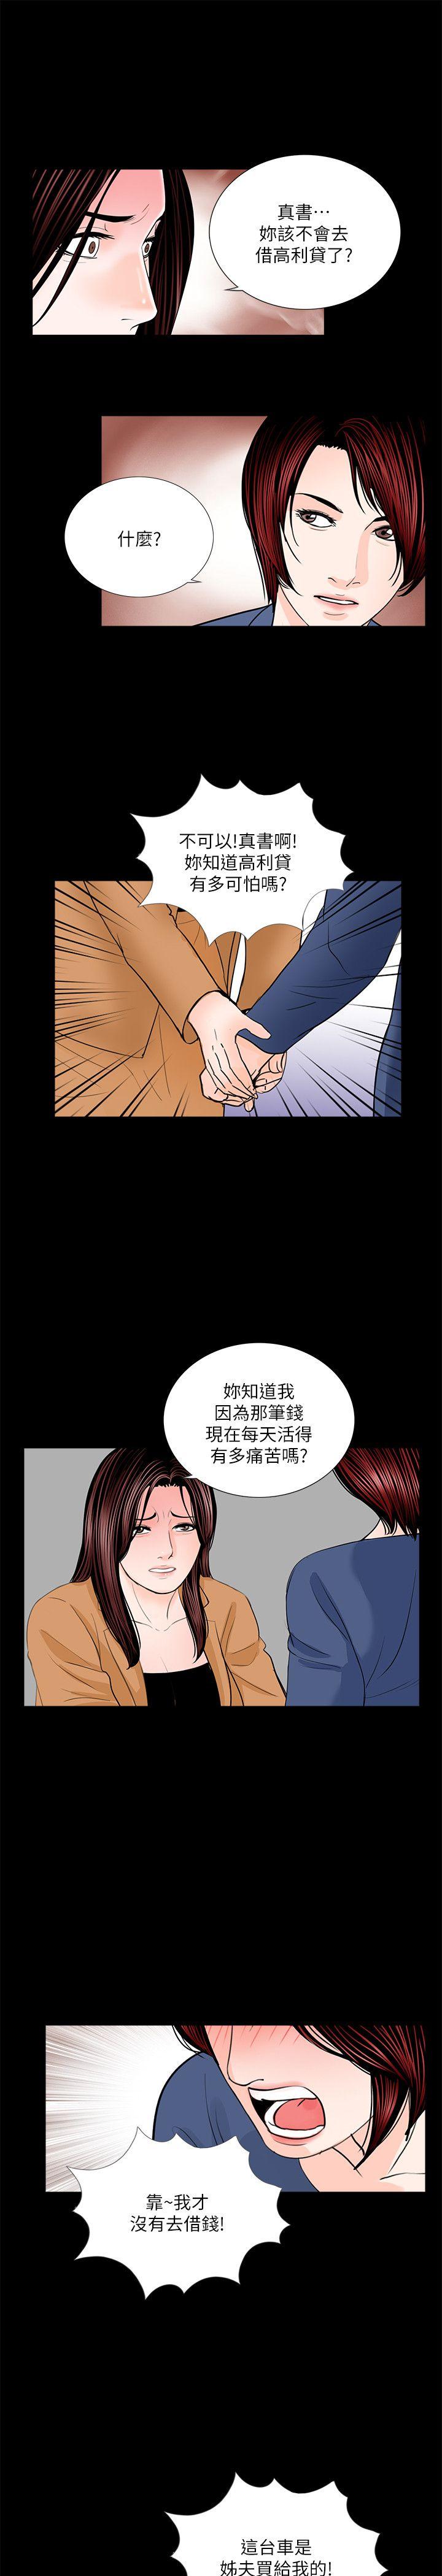 真書⋯
妳該不會去
借高利貸了?
什麼?
不可以!真書啊!
妳知道高利貸
有多可怕嗎?
妳知道我
因為那筆錢
現在每天活得
有多痛苦嗎?
靠~我才
沒有去借錢!
這台車是
姊夫買給我的!